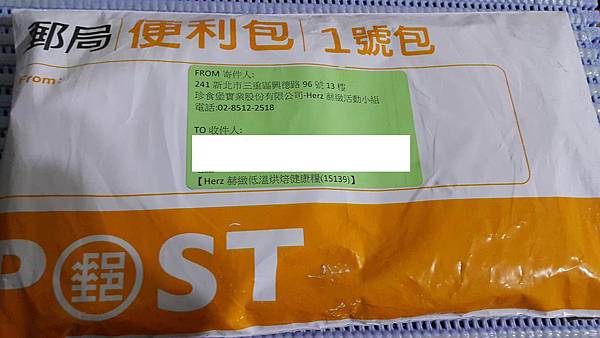 郵局 便利包 1號包
From:
FROM 寄件人:
241 新北市三重區興德路 96 號 13 樓
珍食堡實業股份有限公司-Herz 赫緻活動小組
電話:02-8512-2518
TO 收件人:
【Herz 赫緻低溫烘焙健康糧(15139)】
POST
郵